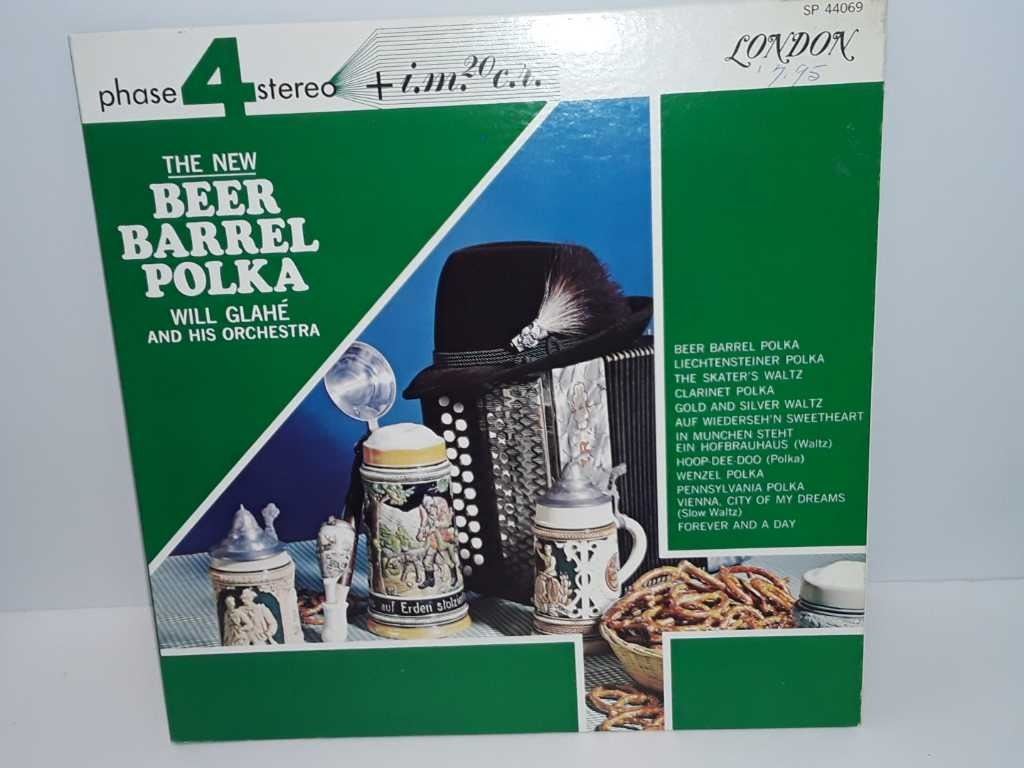 SP 44069
phase 4 stereo + i.m.20 c.r.
LONDON
7.95
THE NEW
BEER
BARREL
POLKA
WILL GLAHÉ
AND HIS ORCHESTRA
BEER BARREL POLKA
LIECHTENSTEINER POLKA
THE SKATER'S WALTZ
CLARINET POLKA
GOLD AND SILVER WALTZ
AUF WIEDERSEH'N SWEETHEART
IN MUNCHEN STEHT
EIN HOFBRAUHAUS (Waltz)
HOOP-DEE-DOO (Polka)
WENZEL POLKA
PENNSYLVANIA POLKA
VIENNA, CITY OF MY DREAMS
(Slow Waltz)
FOREVER AND A DAY
auf Erden